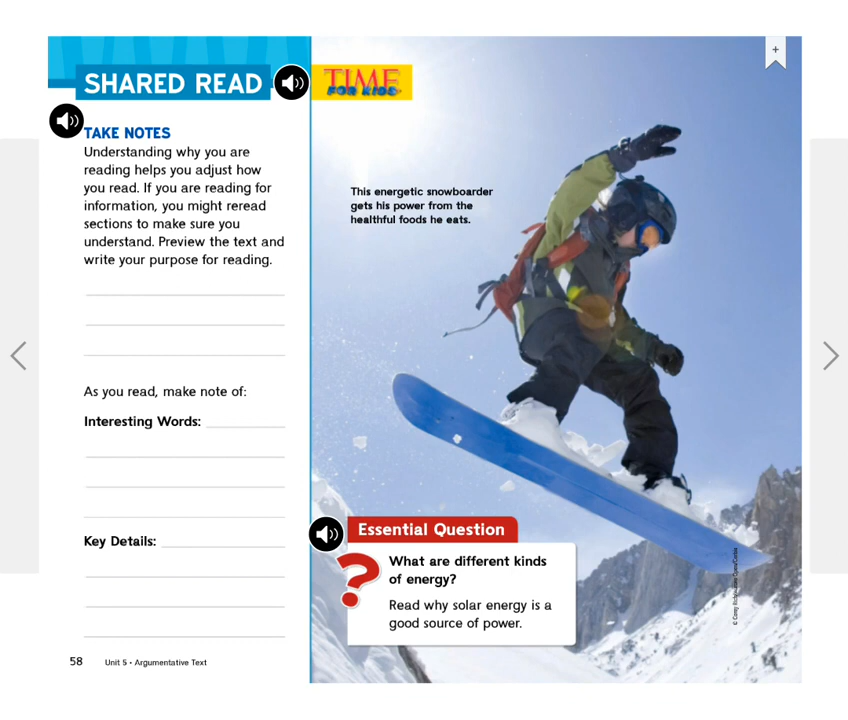 SHARED READ
TIME
FOR KIDS
TAKE NOTES
Understanding why you are
reading helps you adjust how
you read. If you are reading for
information, you might reread
sections to make sure you
understand. Preview the text and
write your purpose for reading.
As you read, make note of:
Interesting Words:
Key Details:
58 Unit 5 • Argumentative Text
This energetic snowboarder
gets his power from the
healthful foods he eats.
Essential Question
?
What are different kinds
of energy?
Read why solar energy is a
good source of power.